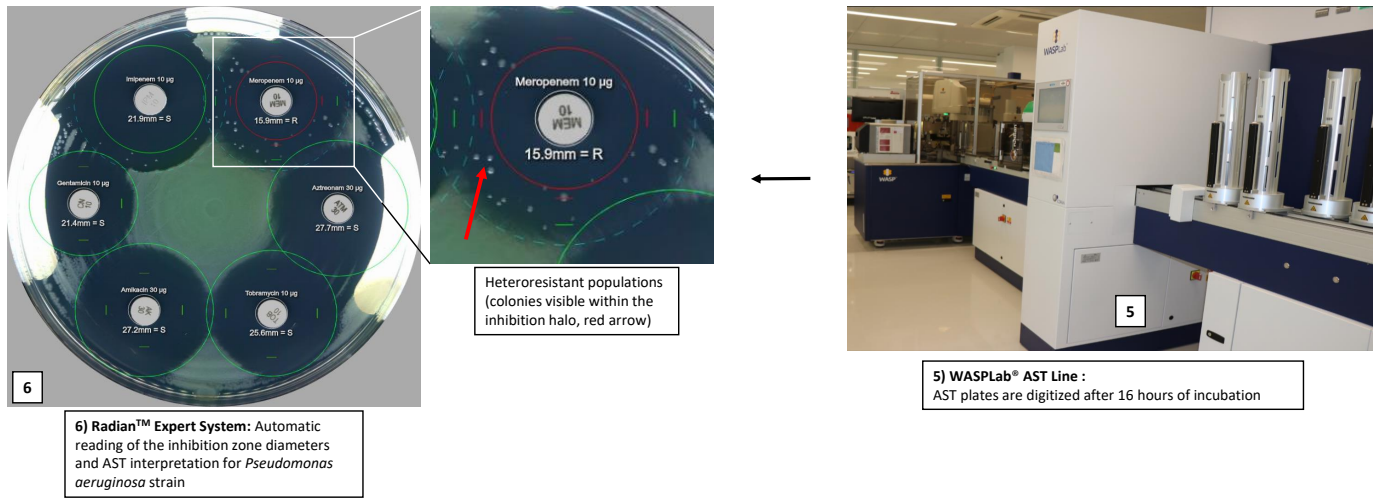 Imipenem 10 µg
21.9mm = S
Meropenem 10 µg
MEM
10
15.9mm = R
Gentamicin 10 µg
21.4mm = S
Aztreonam 30 µg
ATM
30
27.7mm = S
Amikacin 30 µg
27.2mm = S
Tobramycin 10 µg
25.6mm = S
6
6) Radian™ Expert System: Automatic
reading of the inhibition zone diameters
and AST interpretation for Pseudomonas
aeruginosa strain
Meropenem 10 µg
MEM
10
15.9mm = R
Heteroresistant populations
(colonies visible within the
inhibition halo, red arrow)
WASPLab
WASP
5
5) WASPLab® AST Line :
AST plates are digitized after 16 hours of incubation